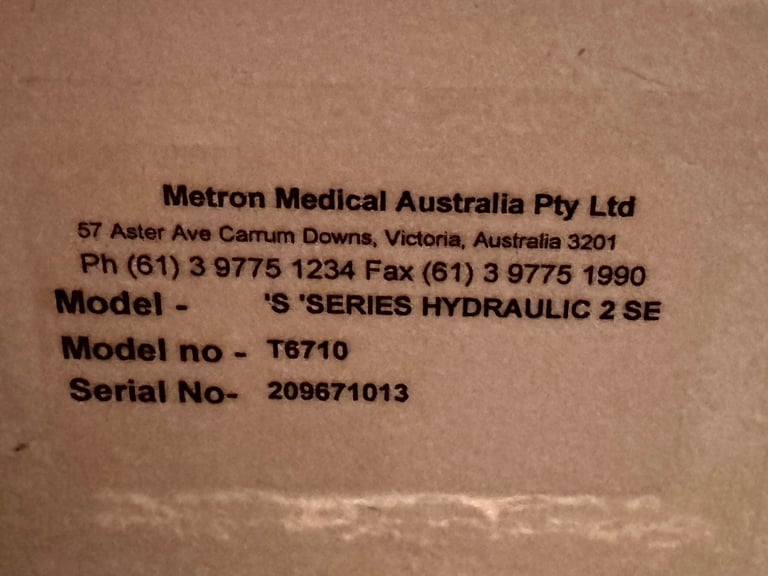 Metron Medical Australia Pty Ltd
57 Aster Ave Carrum Downs, Victoria, Australia 3201
Ph (61) 3 9775 1234 Fax (61) 3 9775 1990
Model - 'S 'SERIES HYDRAULIC 2 SE
Model no - T6710
Serial No- 209671013